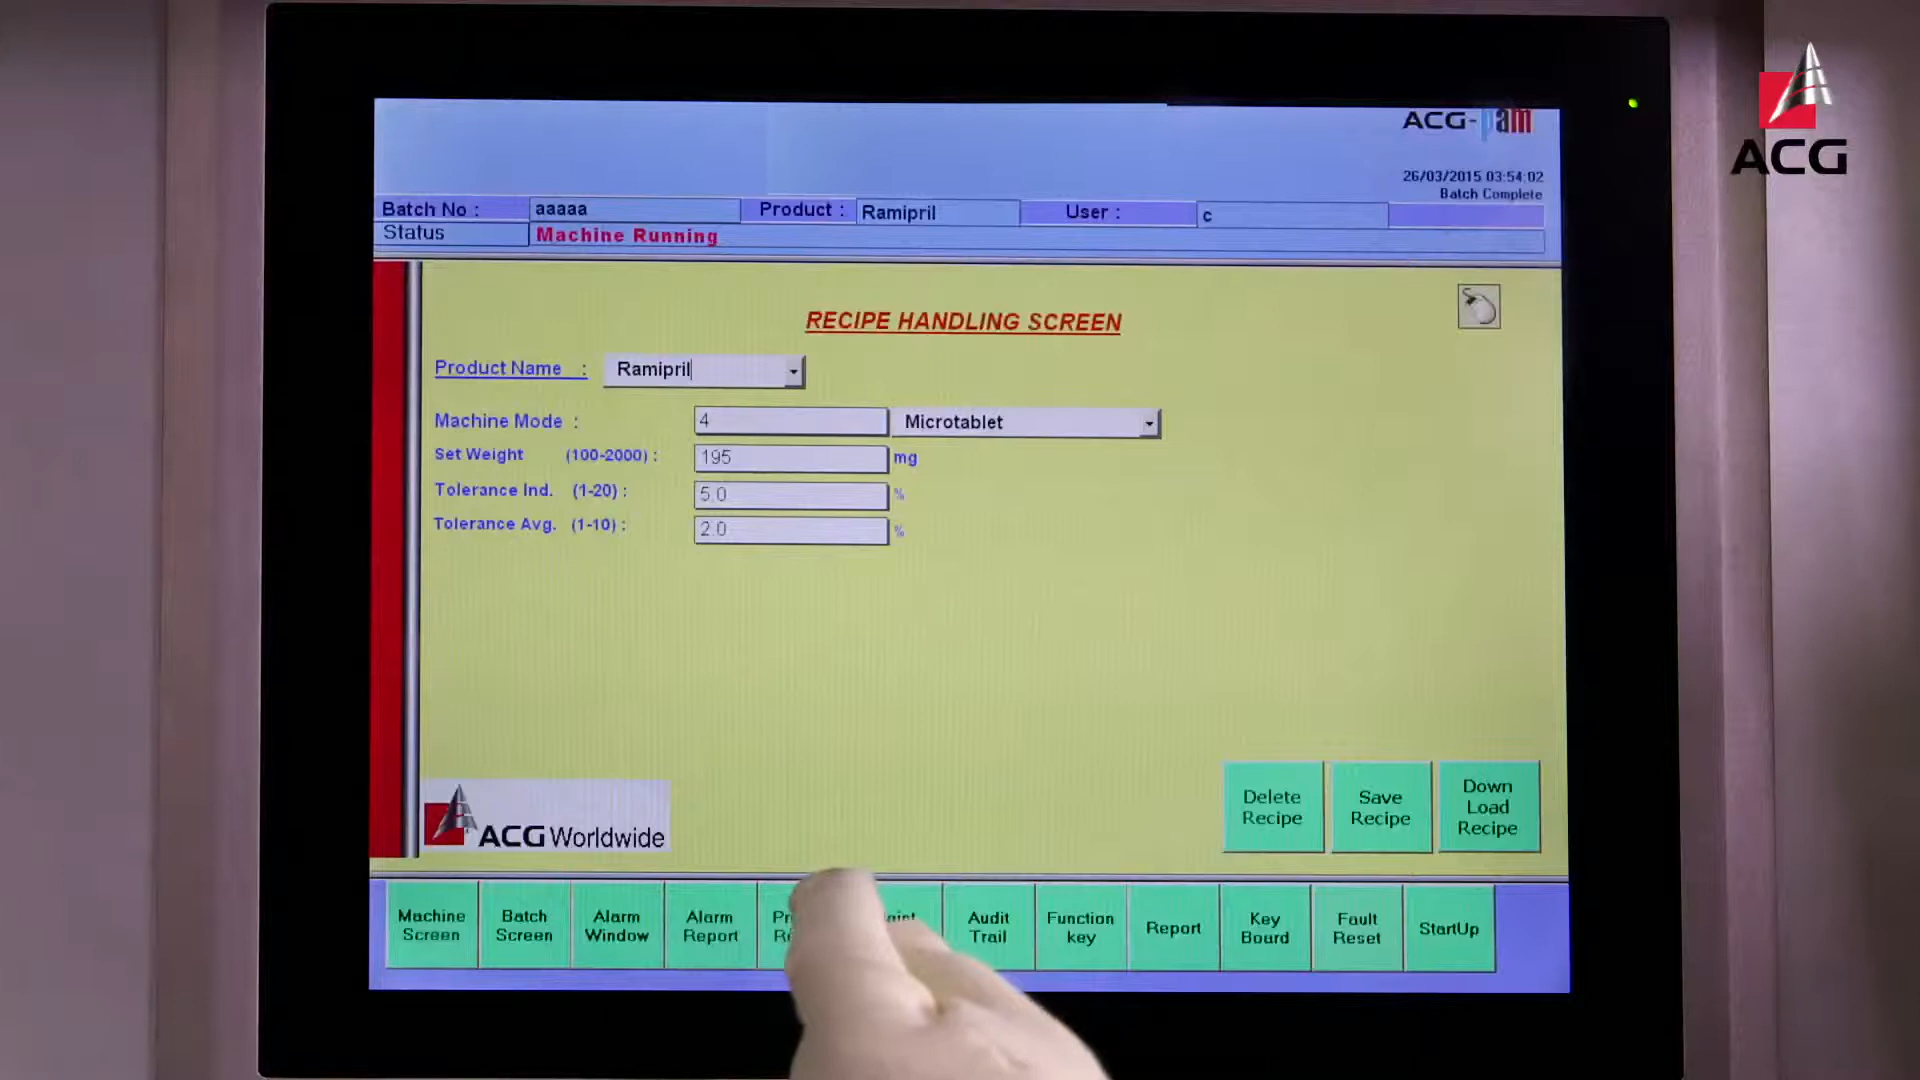 ACG
ACG-pam
26/03/2015 03:54:02
Batch Complete
Batch No : aaaaa Product : Ramipril User : c
Status Machine Running
RECIPE HANDLING SCREEN
Product Name : Ramipril
Machine Mode : 4 Microtablet
Set Weight (100-2000) : 195 mg
Tolerance Ind. (1-20) : 5.0 %
Tolerance Avg. (1-10) : 2.0 %
Delete Recipe
Save Recipe
Down Load Recipe
ACG Worldwide
Machine Screen
Batch Screen
Alarm Window
Alarm Report
Audit Trail
Function key
Report
Key Board
Fault Reset
StartUp